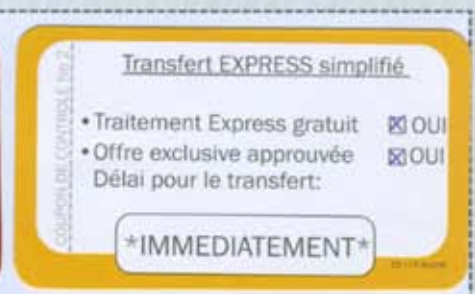 COUPON DE CONTROLE No 2
Transfert EXPRESS simplifié
• Traitement Express gratuit ☒ OUI
• Offre exclusive approuvée ☒ OUI
Délai pour le transfert:
*IMMEDIATEMENT*